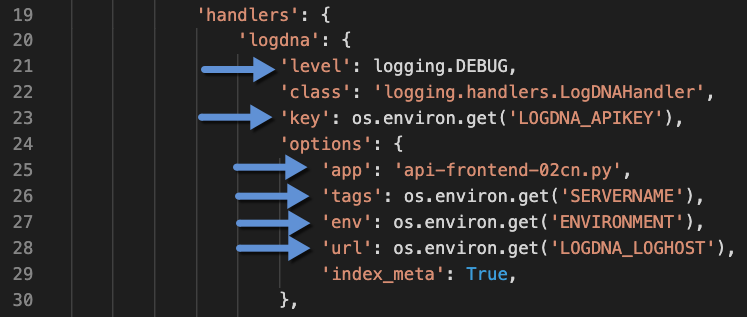 19 'handlers': {
20 'logdna': {
21 'level': logging.DEBUG,
22 'class': 'logging.handlers.LogDNAHandler',
23 'key': os.environ.get('LOGDNA_APIKEY'),
24 'options': {
25 'app': 'api-frontend-02cn.py',
26 'tags': os.environ.get('SERVERNAME'),
27 'env': os.environ.get('ENVIRONMENT'),
28 'url': os.environ.get('LOGDNA_LOGHOST'),
29 'index_meta': True,
30 },